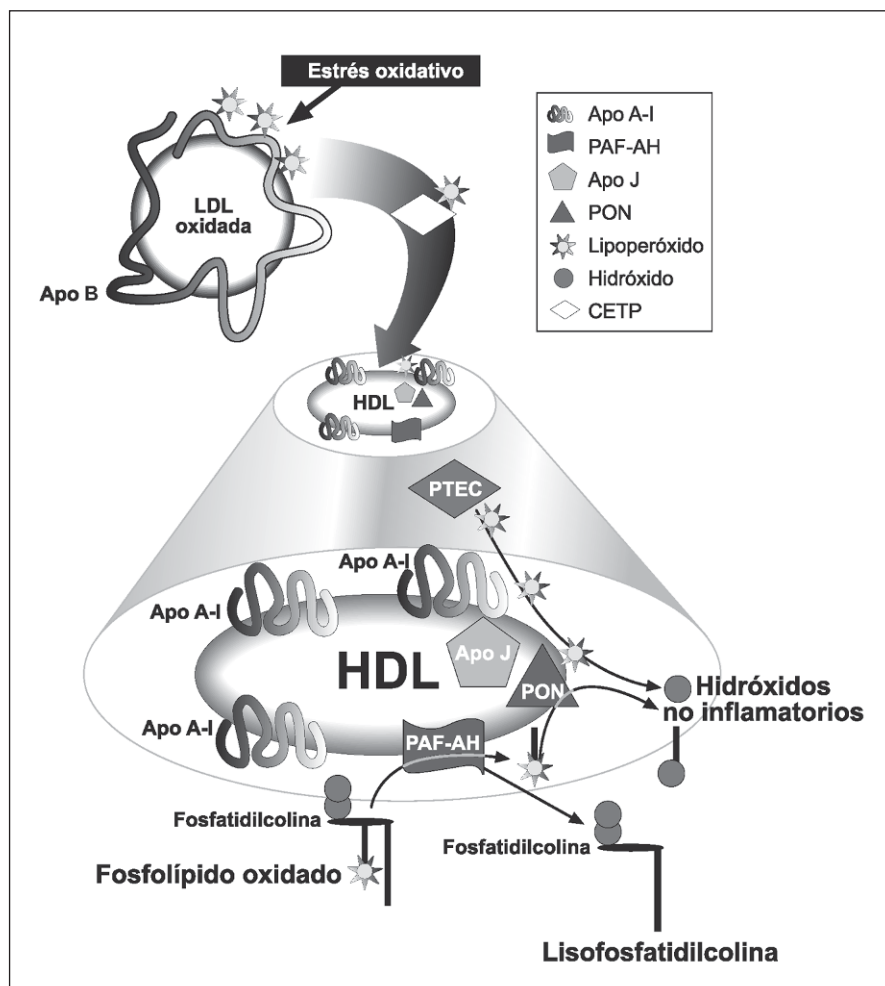 Estrés oxidativo
LDL
oxidada
Apo B
Apo A-I
PAF-AH
Apo J
PON
Lipoperóxido
Hidróxido
CETP
HDL
PTEC
Apo A-I
Apo A-I
Apo J
HDL
PON
Hidróxidos
no inflamatorios
Apo A-I
PAF-AH
Fosfatidilcolina
Fosfolípido oxidado
Fosfatidilcolina
Lisofosfatidilcolina